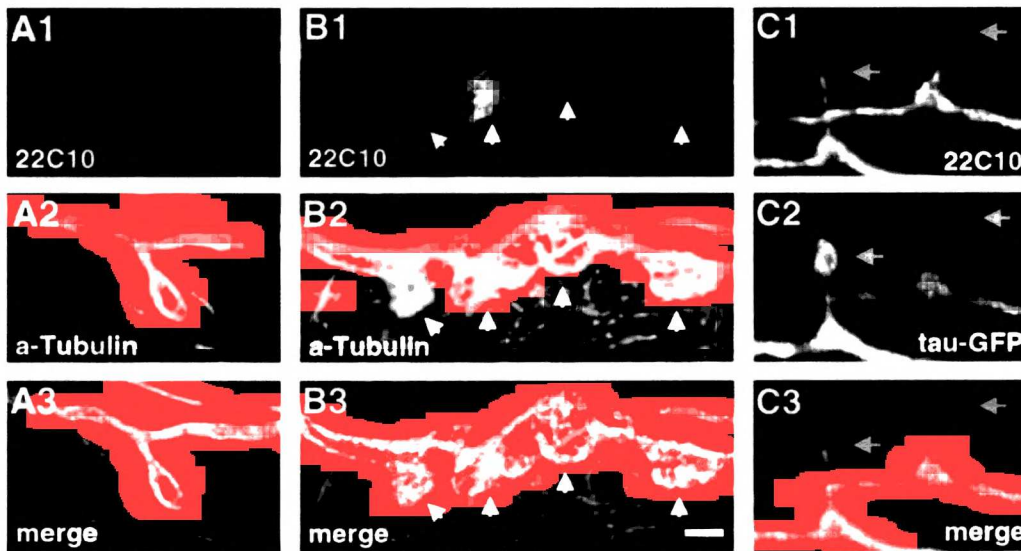 A1
22C10
B1
22C10
C1
22C10
A2
a-Tubulin
B2
a-Tubulin
C2
tau-GFP
A3
merge
B3
merge
C3
merge